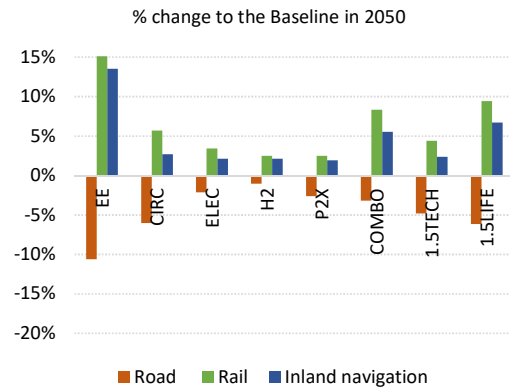 % change to the Baseline in 2050
15%
10%
5%
0%
-5%
-10%
-15%
-20%
EE
CIRC
ELEC
H2
P2X
COMBO
1.5TECH
1.5LIFE
Road Rail Inland navigation